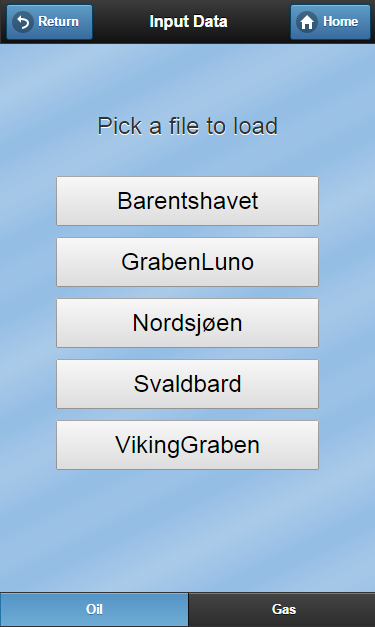 Return
Input Data
Home
Pick a file to load
Barentshavet
GrabenLuno
Nordsjøen
Svaldbard
VikingGraben
Oil
Gas